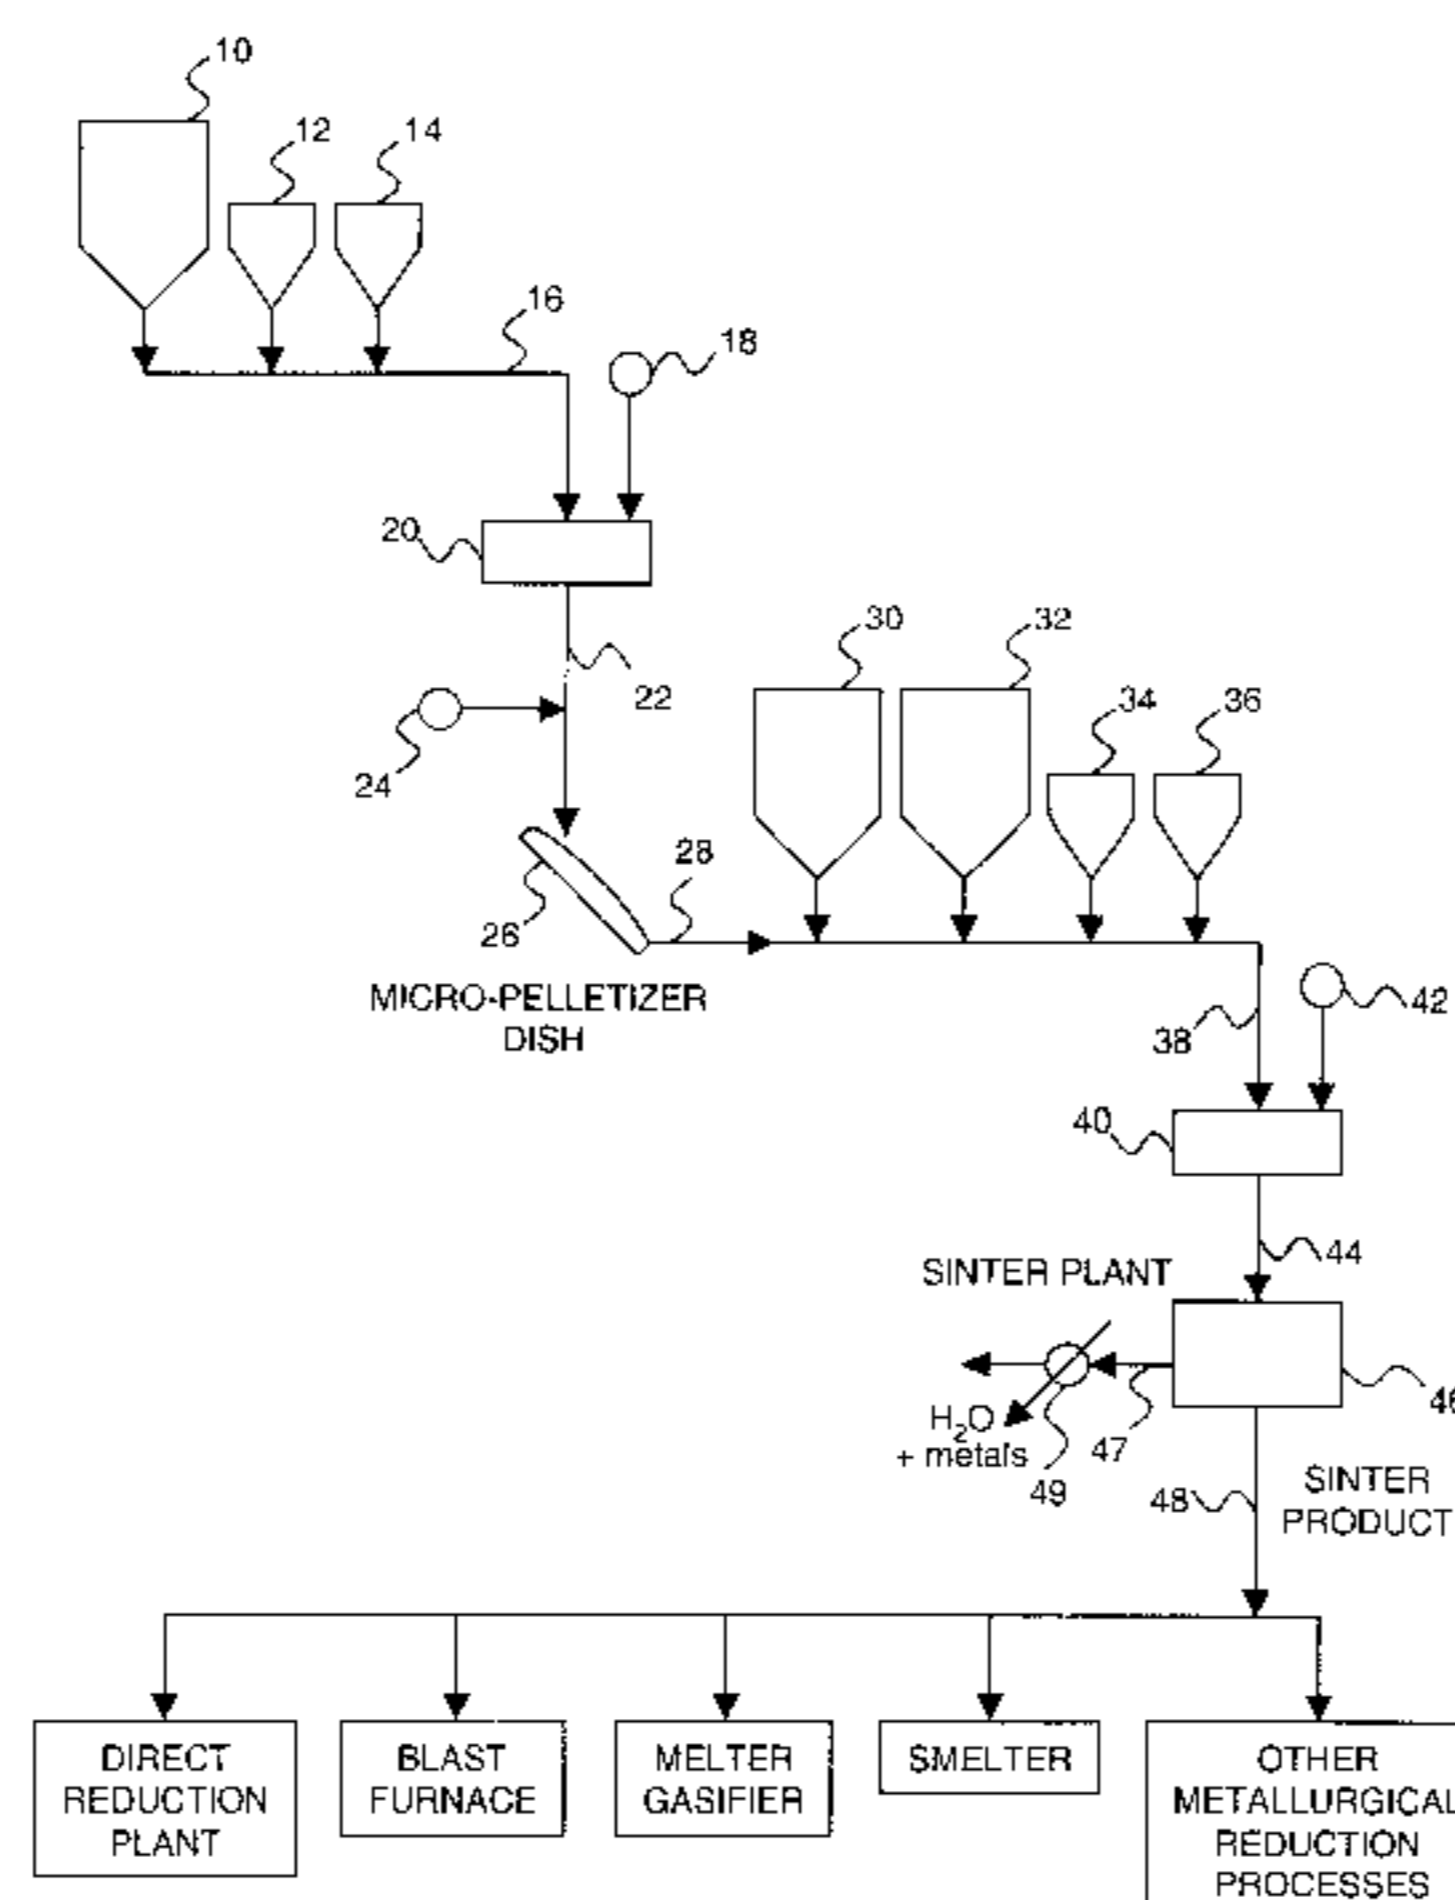 10
12
14
16
18
20
22
24
30
32
34
36
28
26
MICRO-PELLETIZER
DISH
42
38
40
44
SINTER PLANT
46
H₂O
+ metals
47
49
48
SINTER
PRODUCT
DIRECT
REDUCTION
PLANT
BLAST
FURNACE
MELTER
GASIFIER
SMELTER
OTHER
METALLURGICAL
REDUCTION
PROCESSES